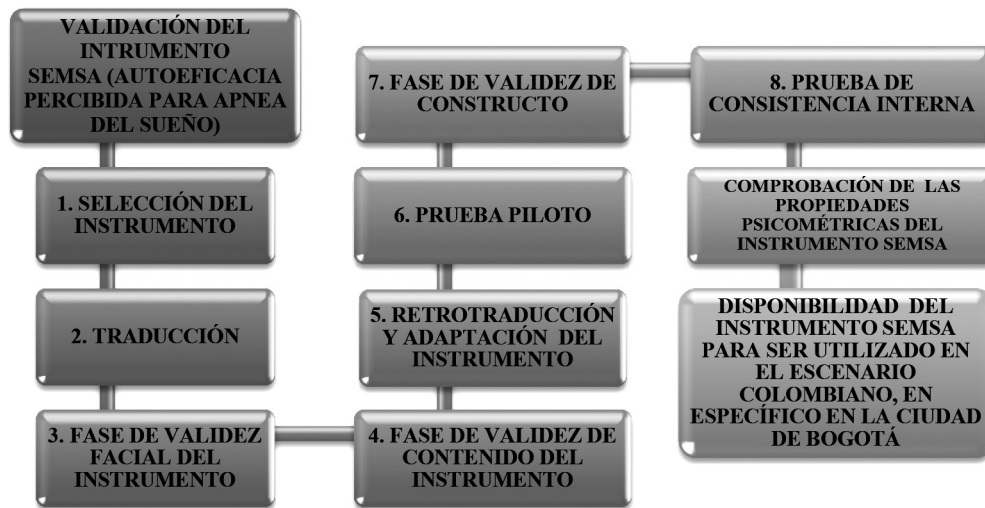 VALIDACIÓN DEL
INTRUMENTO
SEMSA (AUTOEFICACIA
PERCIBIDA PARA APNEA
DEL SUEÑO)
1. SELECCIÓN DEL
INSTRUMENTO
2. TRADUCCIÓN
3. FASE DE VALIDEZ
FACIAL DEL
INSTRUMENTO
4. FASE DE VALIDEZ DE
CONTENIDO DEL
INSTRUMENTO
5. RETROTRADUCCIÓN
Y ADAPTACIÓN DEL
INSTRUMENTO
6. PRUEBA PILOTO
7. FASE DE VALIDEZ DE
CONSTRUCTO
8. PRUEBA DE
CONSISTENCIA INTERNA
COMPROBACIÓN DE LAS
PROPIEDADES
PSICOMÉTRICAS DEL
INSTRUMENTO SEMSA
DISPONIBILIDAD DEL
INSTRUMENTO SEMSA
PARA SER UTILIZADO EN
EL ESCENARIO
COLOMBIANO, EN
ESPECÍFICO EN LA CIUDAD
DE BOGOTÁ